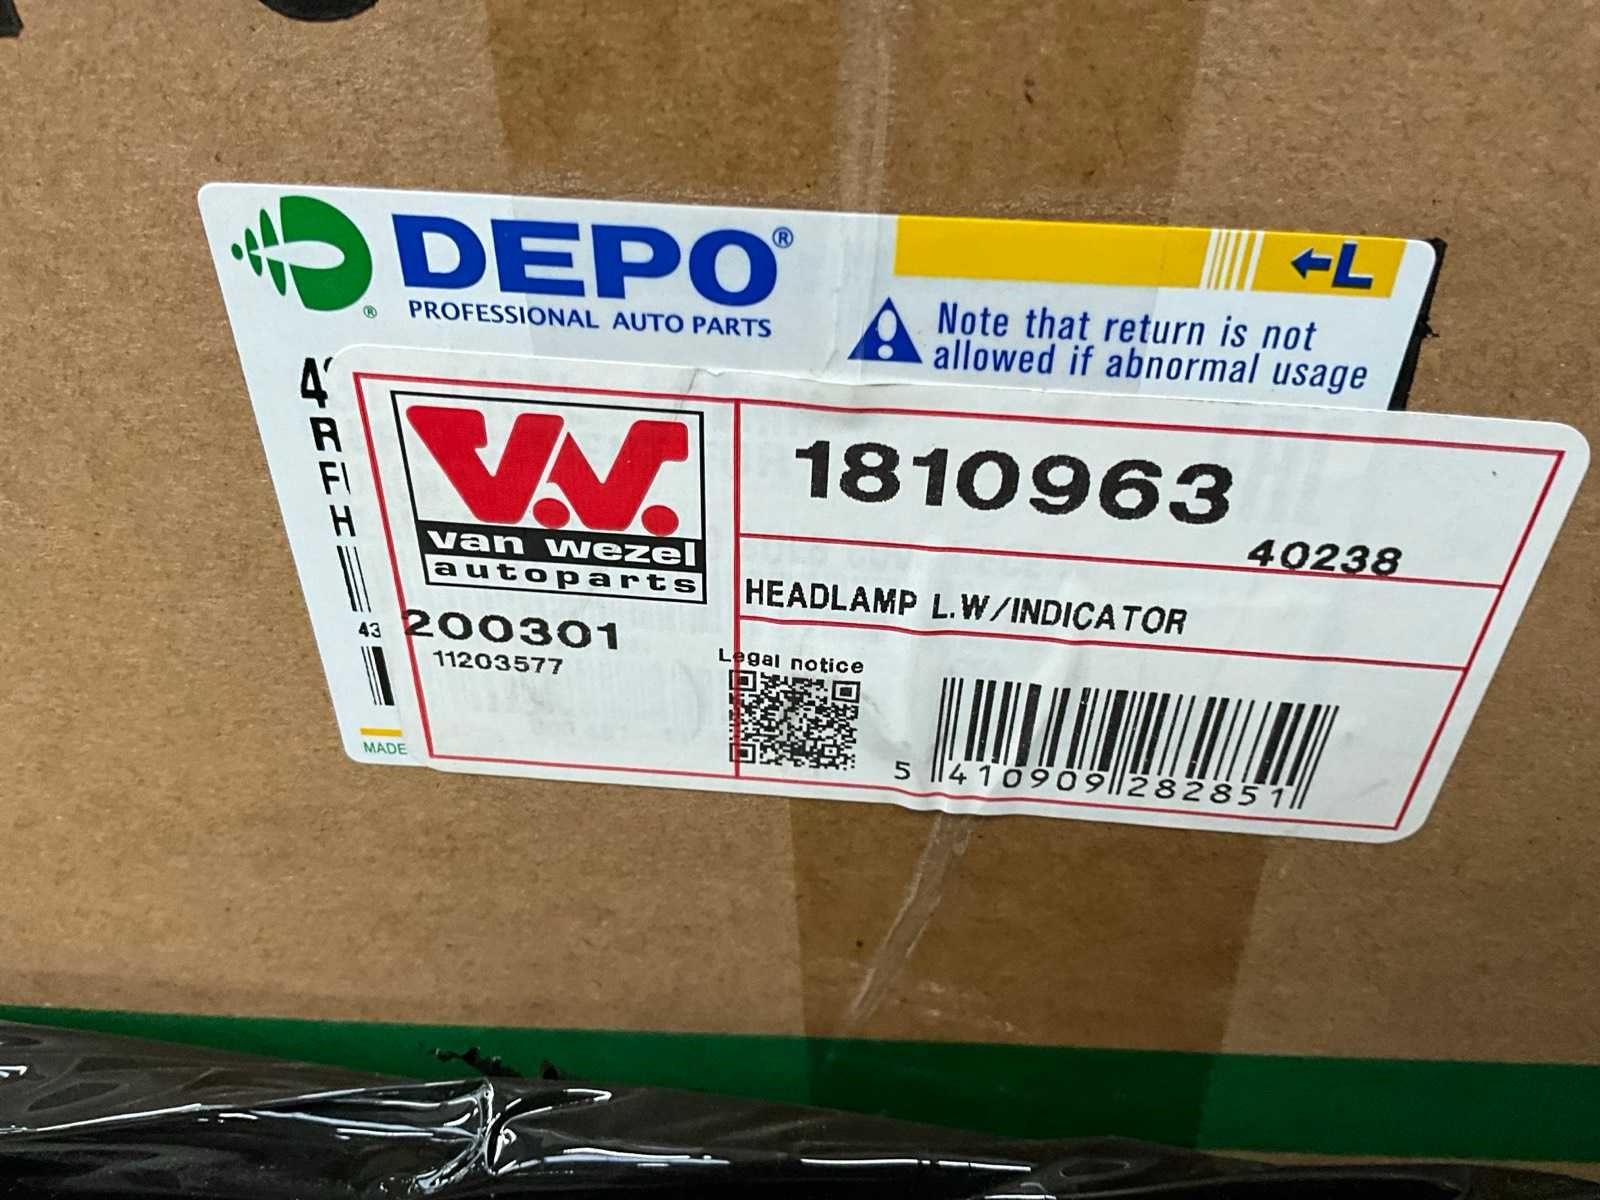 DEPO®
®
PROFESSIONAL AUTO PARTS
←L
Note that return is not
allowed if abnormal usage
R
H
43
MADE
V.W.
van wezel
autoparts
200301
11203577
1810963
40238
HEADLAMP L.W/INDICATOR
Legal notice
5 410909 282851